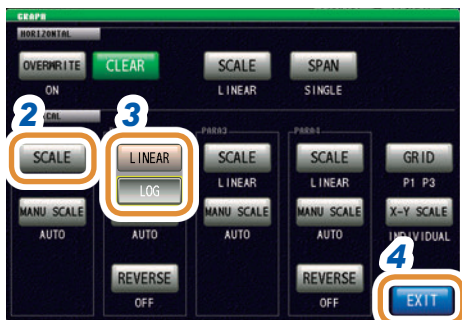 GRAPH
HORIZONTAL
OVERWRITE CLEAR SCALE SPAN
ON LINEAR SINGLE
2 3
PARA3 PARA4
SCALE LINEAR SCALE SCALE GRID
LOG LINEAR LINEAR P1 P3
MANU SCALE MANU SCALE MANU SCALE X-Y SCALE
AUTO AUTO AUTO AUTO INDIVIDUAL
4
REVERSE REVERSE EXIT
OFF OFF